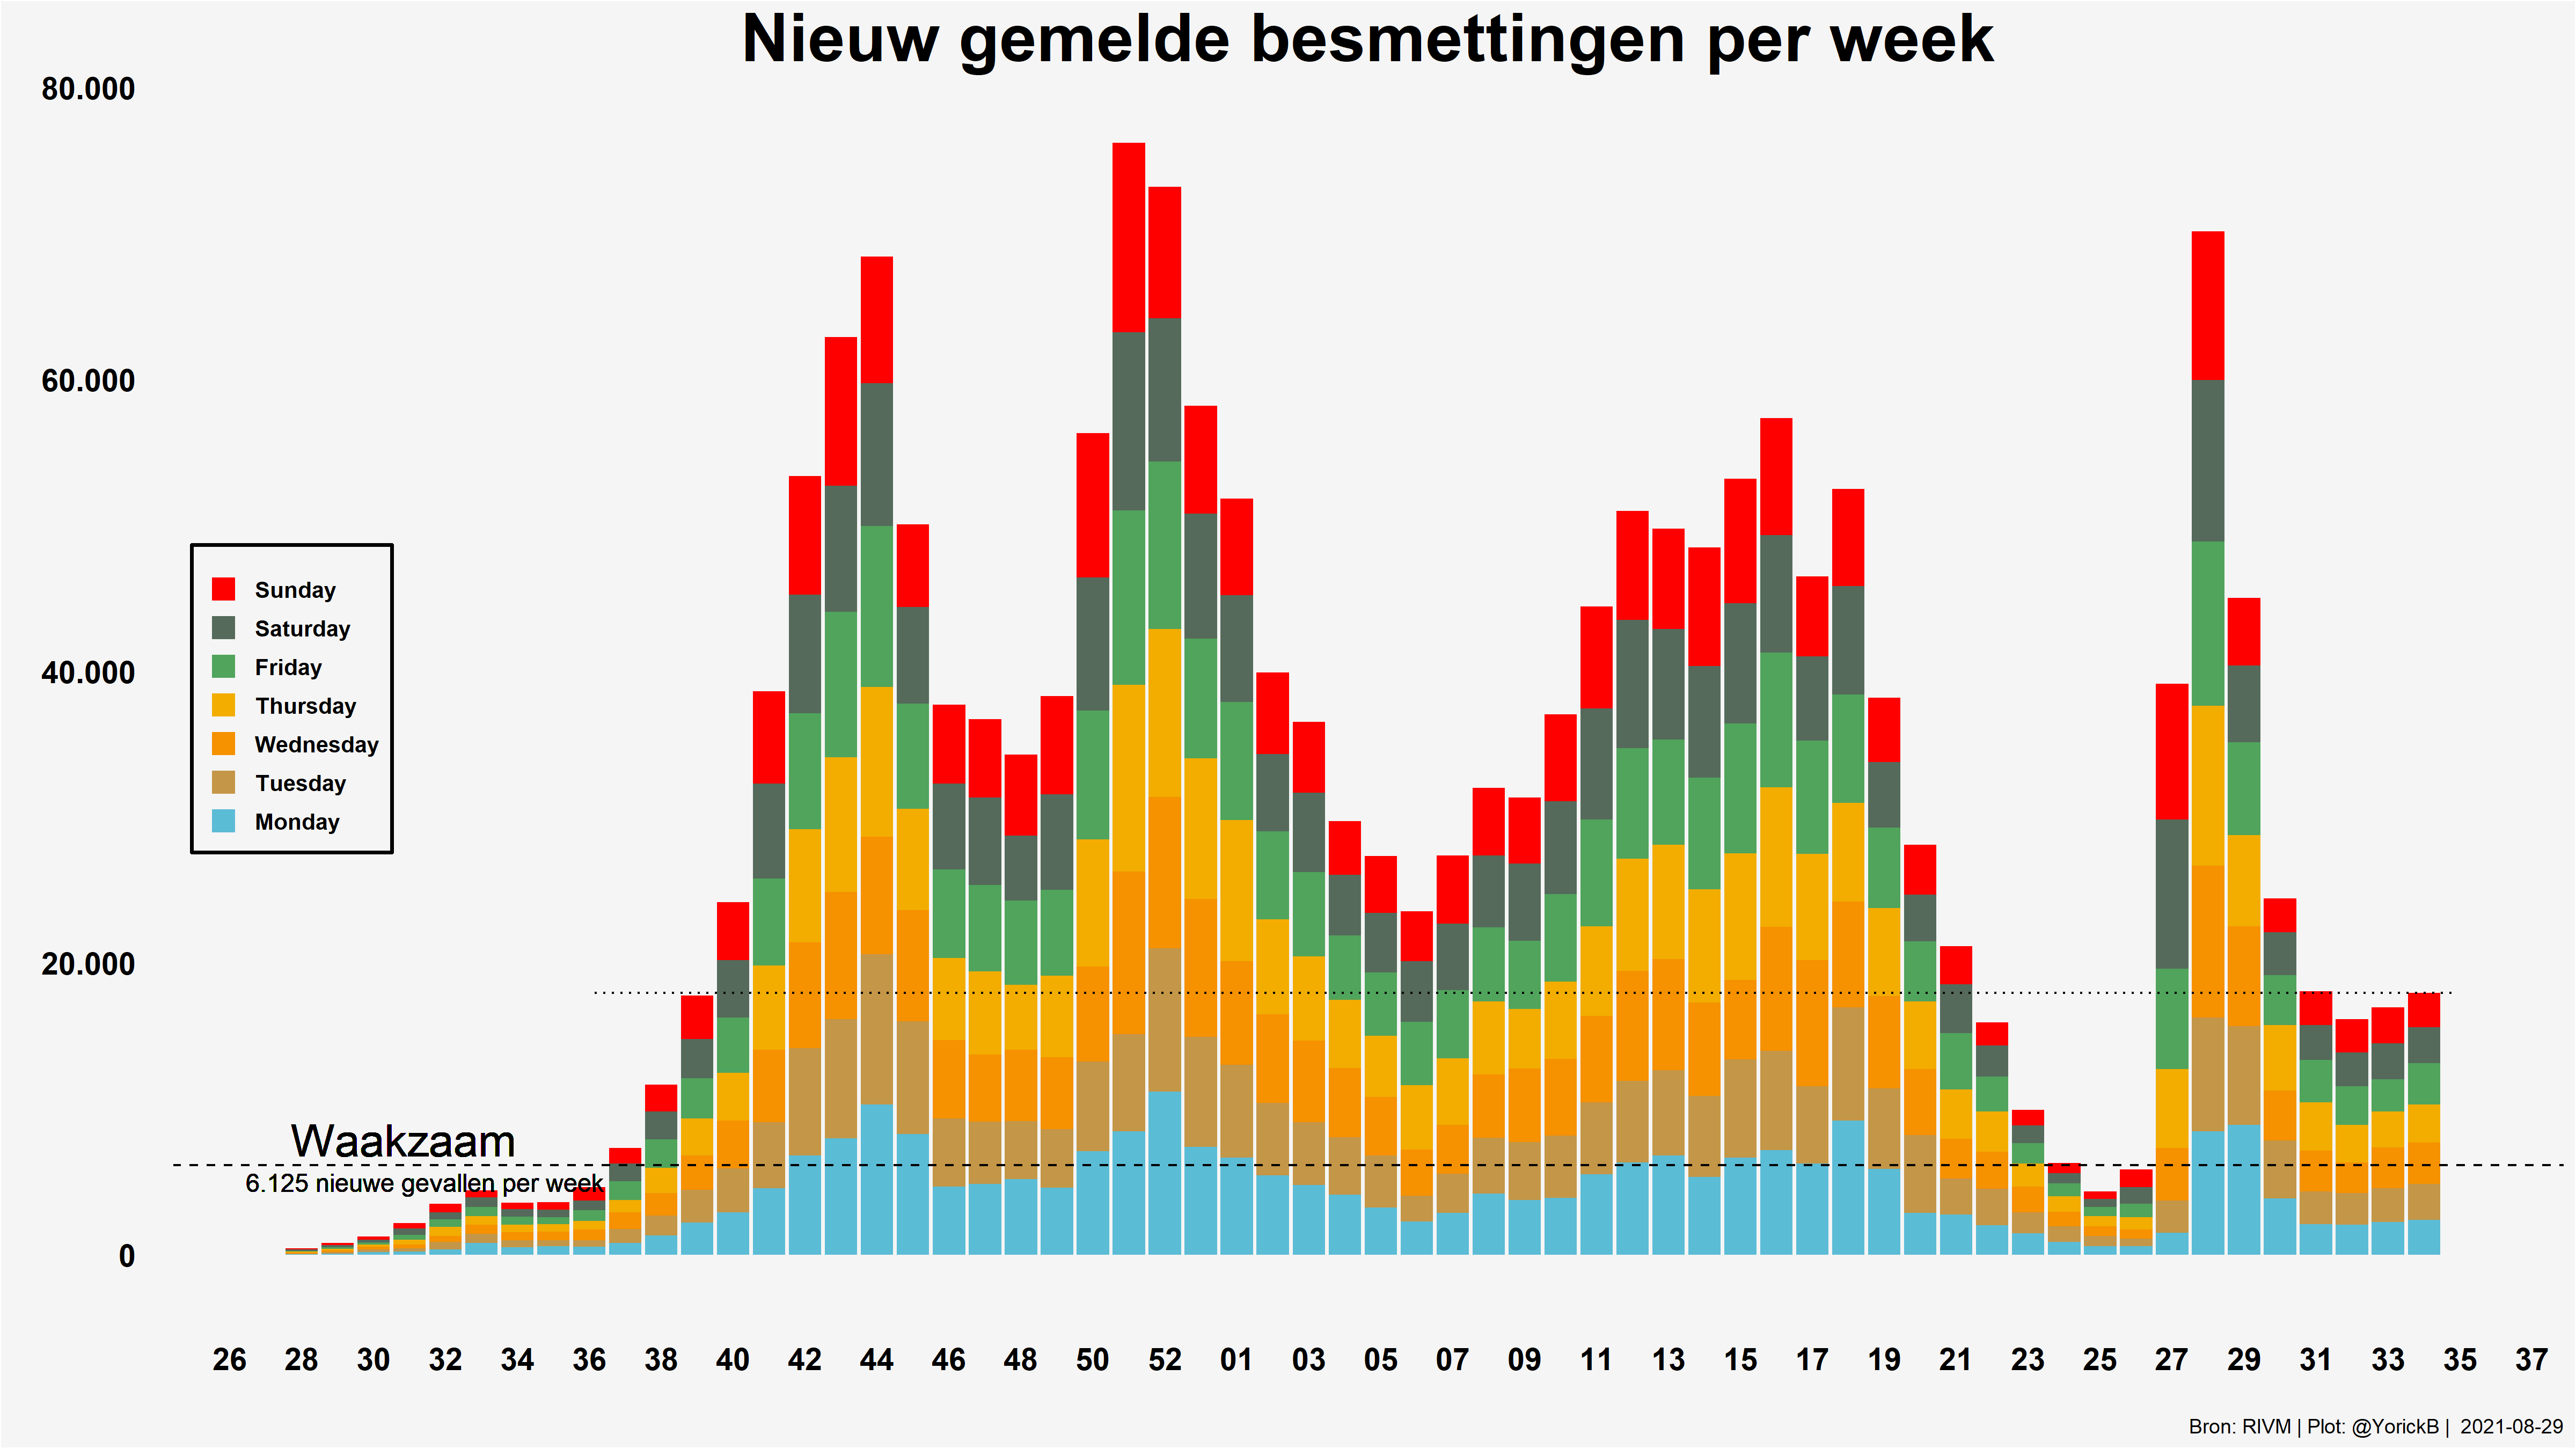 Nieuw gemelde besmettingen per week
80.000
60.000
40.000
20.000
0
Sunday
Saturday
Friday
Thursday
Wednesday
Tuesday
Monday
Waakzaam
6.125 nieuwe gevallen per week
26 28 30 32 34 36 38 40 42 44 46 48 50 52 01 03 05 07 09 11 13 15 17 19 21 23 25 27 29 31 33 35 37
Bron: RIVM | Plot: @YorickB | 2021-08-29